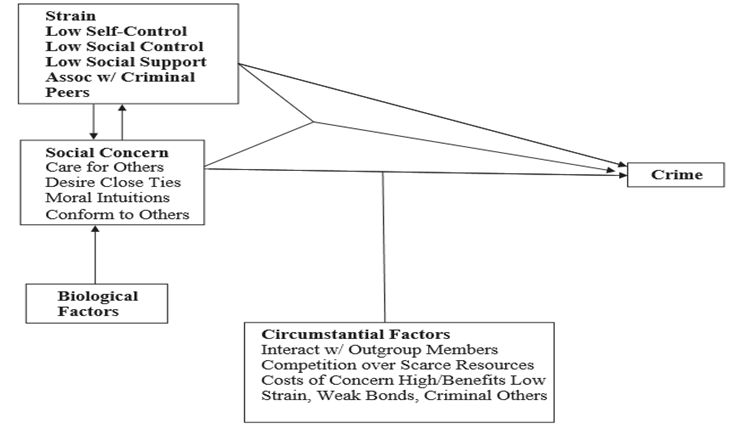 Strain
Low Self-Control
Low Social Control
Low Social Support
Assoc w/ Criminal
Peers
Social Concern
Care for Others
Desire Close Ties
Moral Intuitions
Conform to Others
Crime
Biological
Factors
Circumstantial Factors
Interact w/ Outgroup Members
Competition over Scarce Resources
Costs of Concern High/Benefits Low
Strain, Weak Bonds, Criminal Others